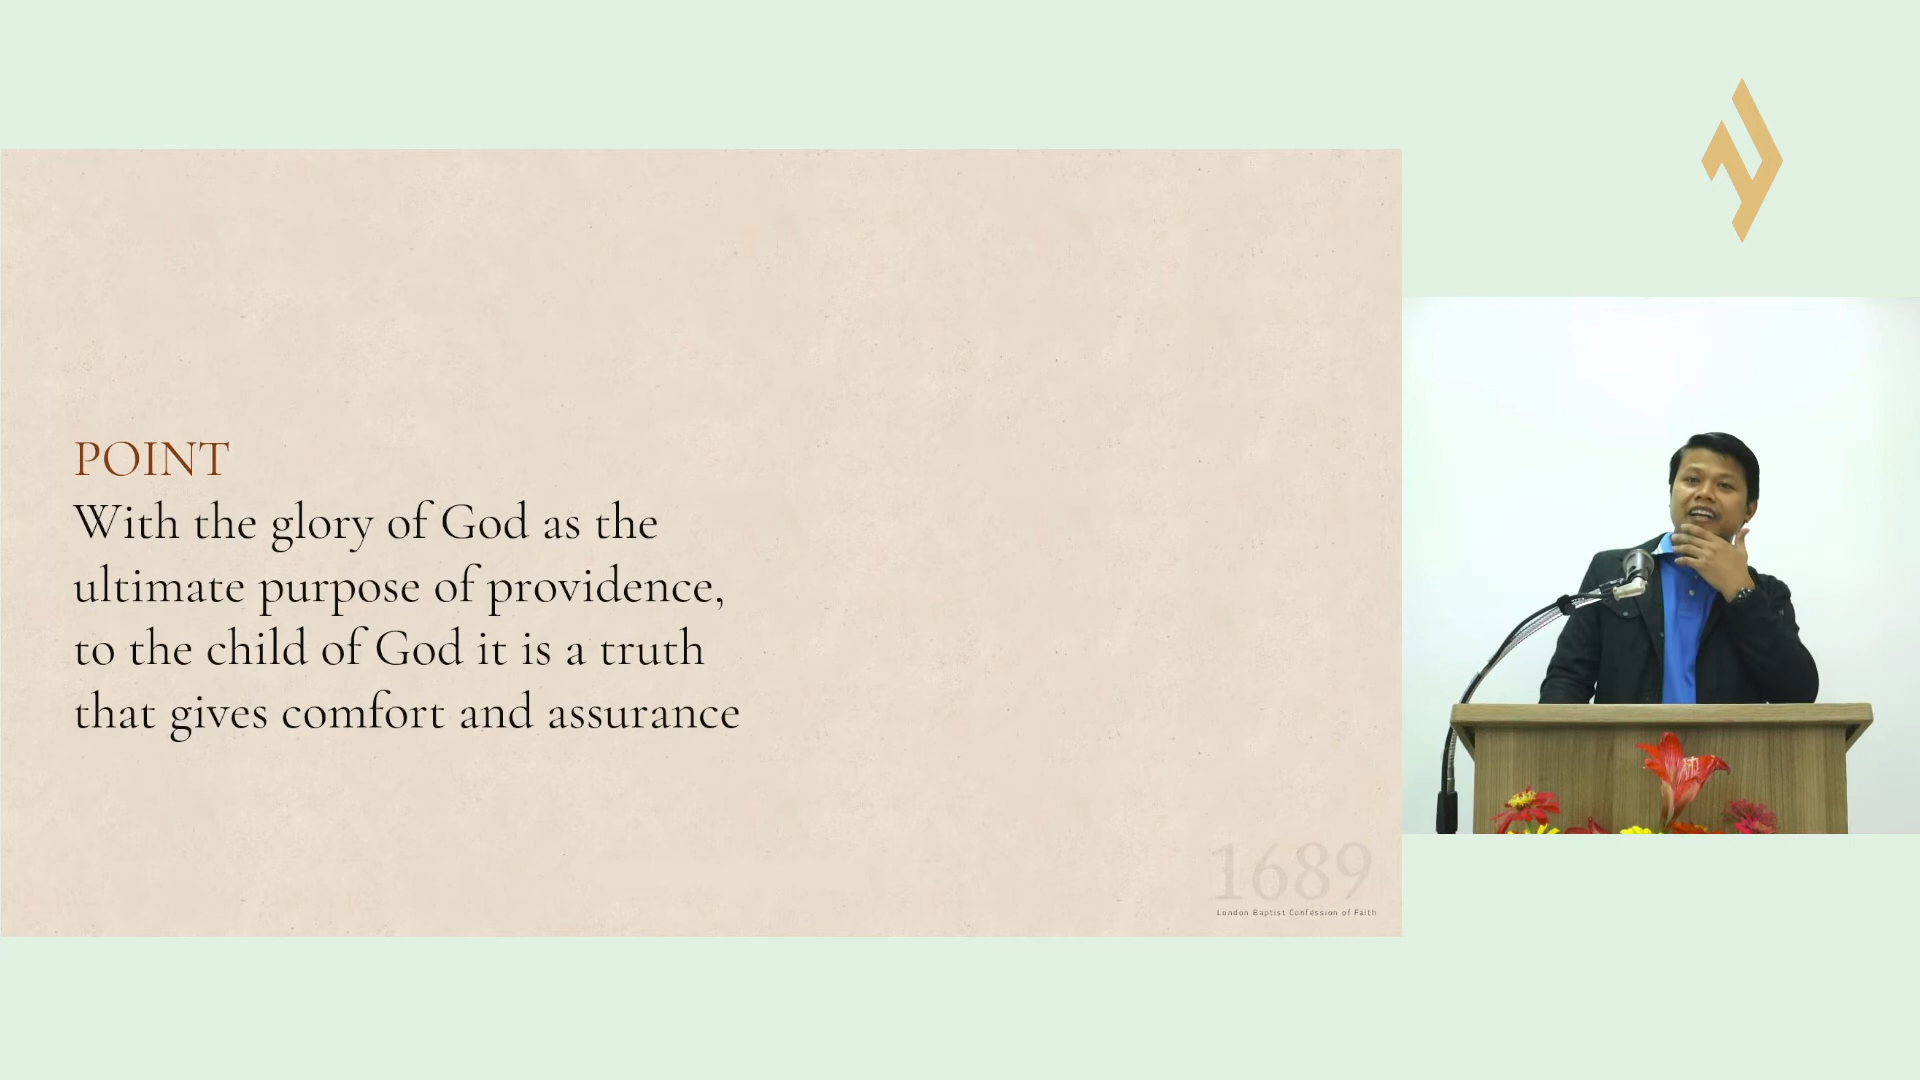 POINT
With the glory of God as the
ultimate purpose of providence,
to the child of God it is a truth
that gives comfort and assurance
1689
London Baptist Confession of Faith